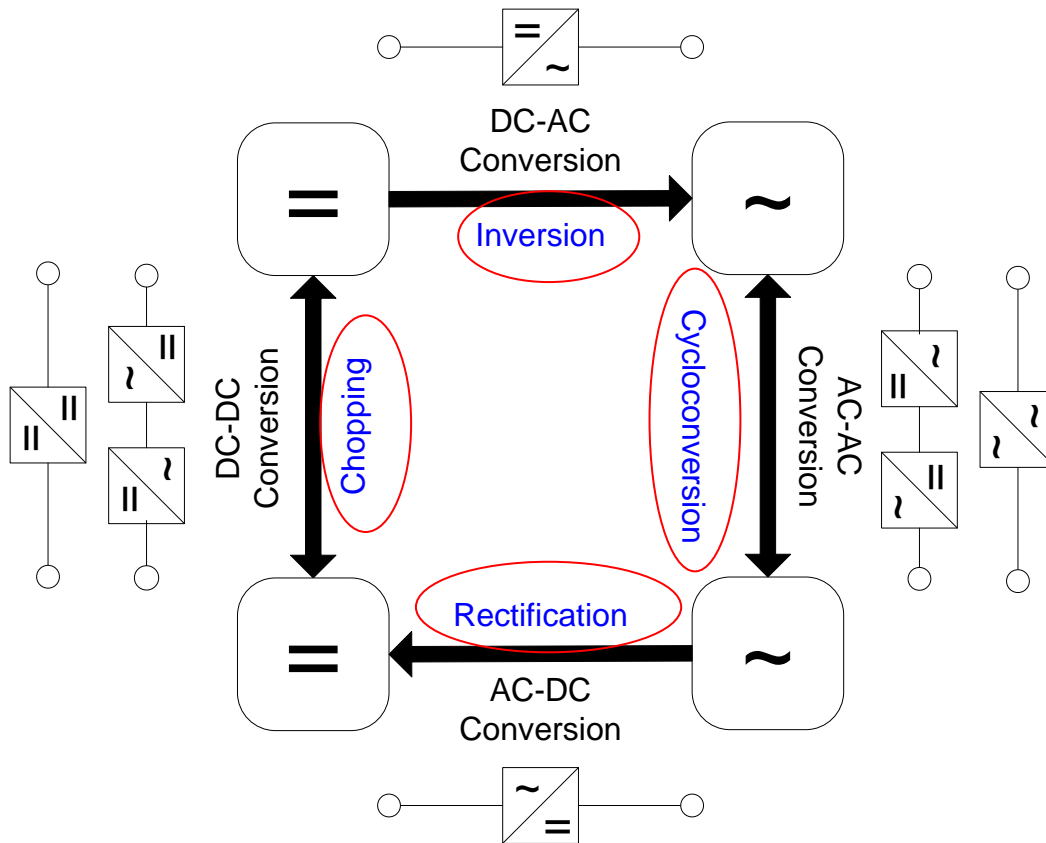 =
~
DC-AC
Conversion
=
~
Inversion
=
=
=
~
~
=
DC-DC
Conversion
Chopping
Cycloconversion
AC-AC
Conversion
~
=
=
~
~
~
Rectification
=
~
AC-DC
Conversion
~
=